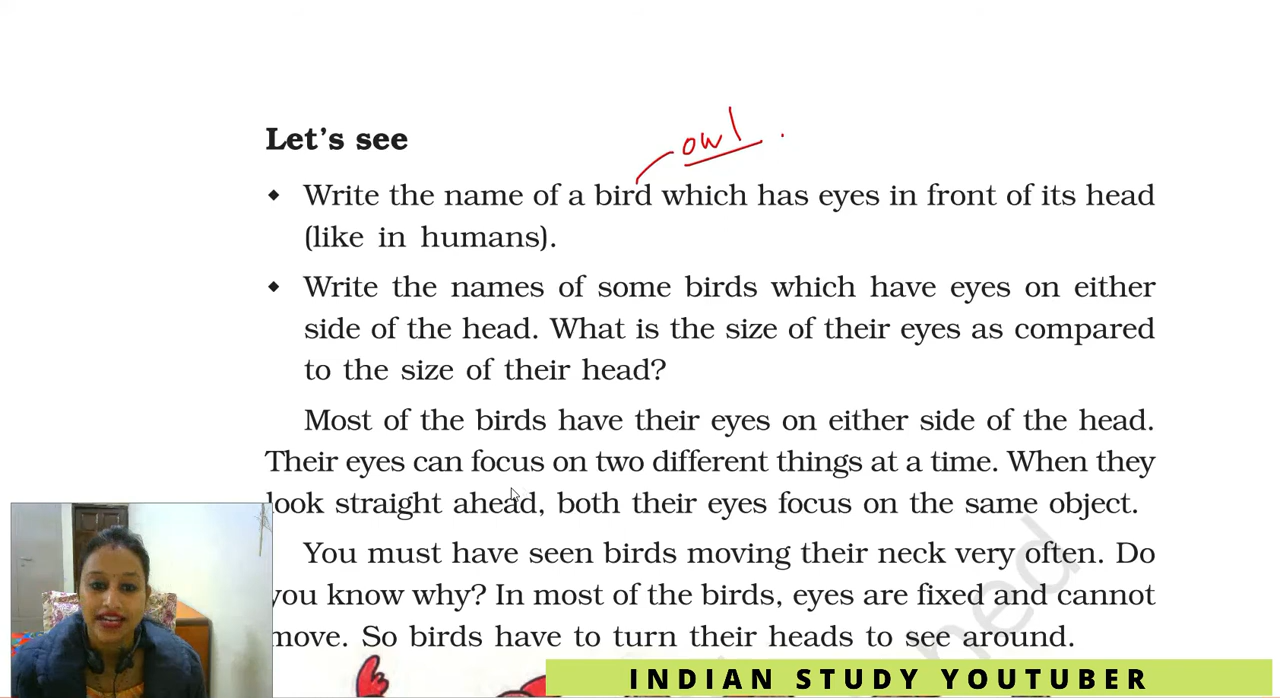 owl
Let's see
◆ Write the name of a bird which has eyes in front of its head
(like in humans).
◆ Write the names of some birds which have eyes on either
side of the head. What is the size of their eyes as compared
to the size of their head?
Most of the birds have their eyes on either side of the head.
Their eyes can focus on two different things at a time. When they
look straight ahead, both their eyes focus on the same object.
You must have seen birds moving their neck very often. Do
you know why? In most of the birds, eyes are fixed and cannot
move. So birds have to turn their heads to see around.
INDIAN STUDY YOUTUBER